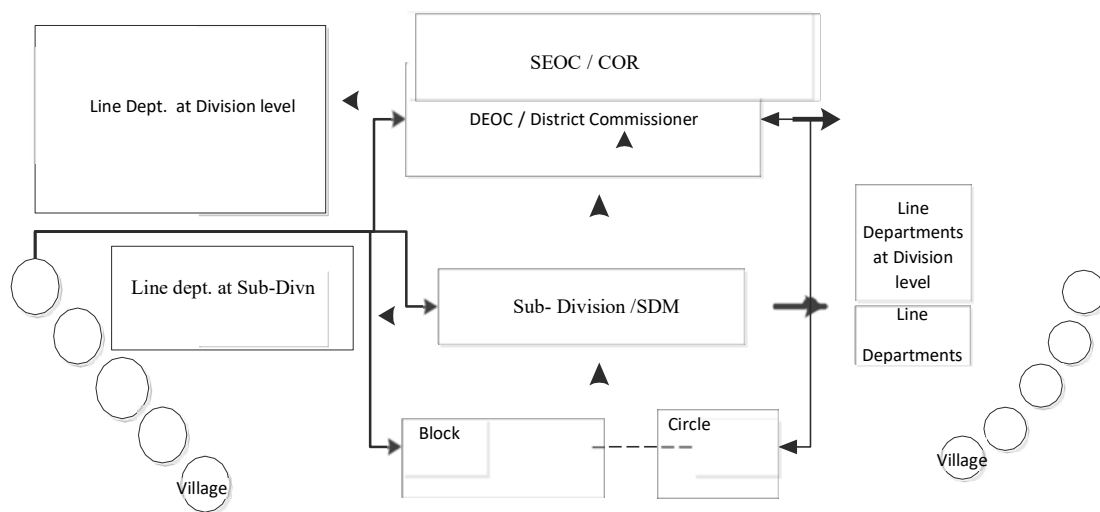 SEOC / COR
Line Dept.  at Division level
DEOC / District Commissioner
Line
Departments
at Division
level
Line dept. at Sub-Divn
Sub- Division /SDM
Line
Departments
Block
Circle
Village
Village